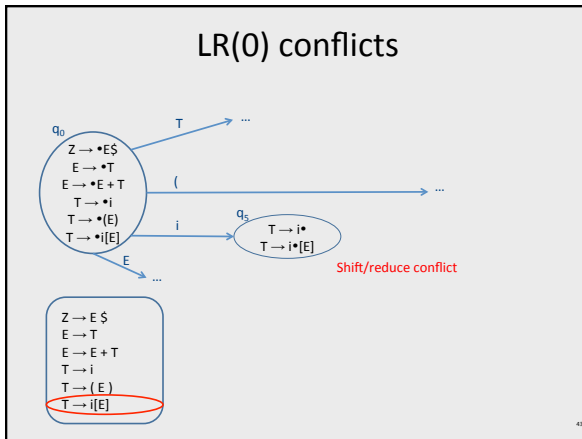 LR(0) conflicts
q0
T
...
Z → •E$
E → •T
E → •E + T
T → •i
T → •(E)
T → •i[E]
(
...
i
q5
T → i•
T → i•[E]
Shift/reduce conflict
E
...
Z → E $
E → T
E → E + T
T → i
T → ( E )
T → i[E]